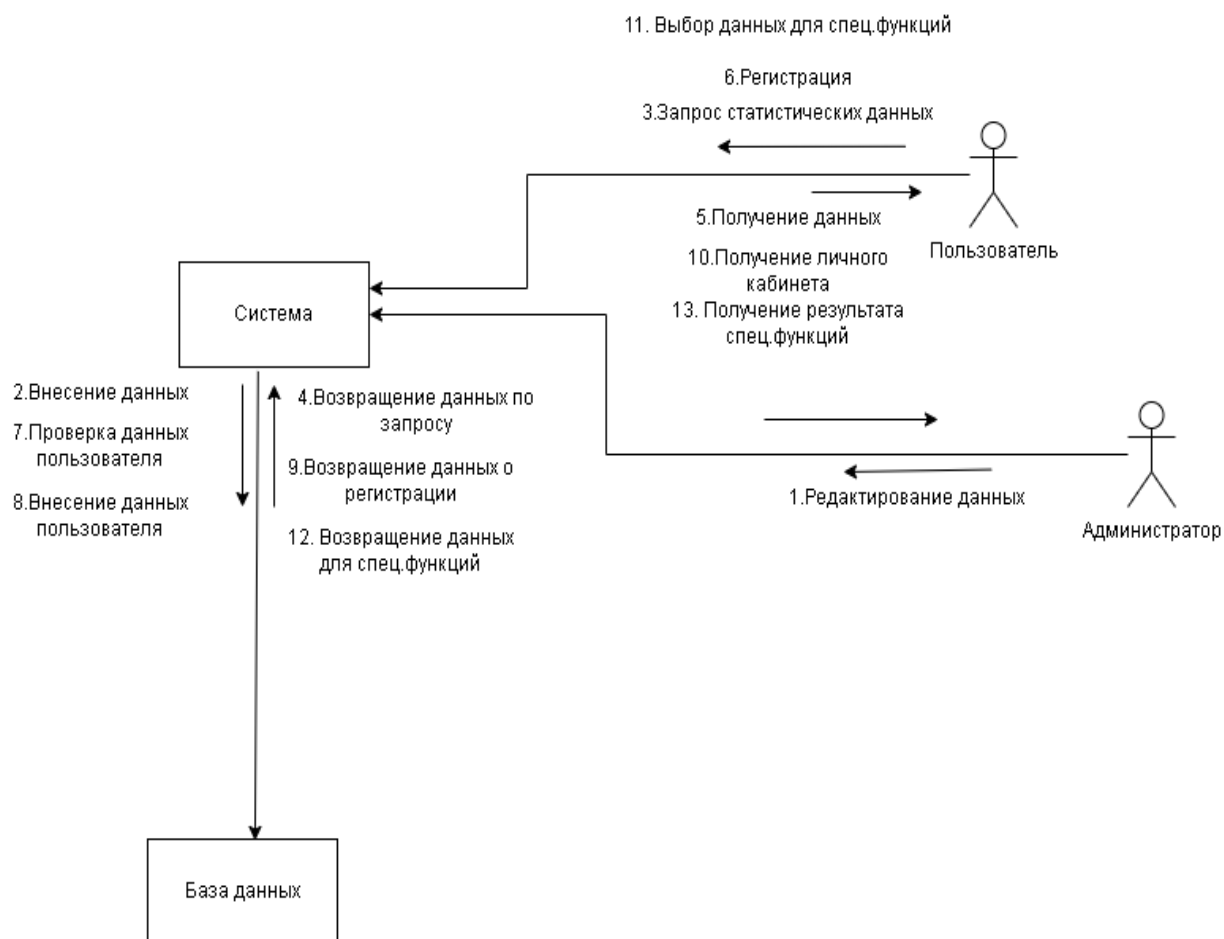 11. Выбор данных для спец.функций
6.Регистрация
3.Запрос статистических данных
5.Получение данных
10.Получение личного
кабинета
13. Получение результата
спец.функций
Пользователь
Система
2.Внесение данных
7.Проверка данных
пользователя
8.Внесение данных
пользователя
4.Возвращение данных по
запросу
9.Возвращение данных о
регистрации
12. Возвращение данных
для спец.функций
1.Редактирование данных
Администратор
База данных